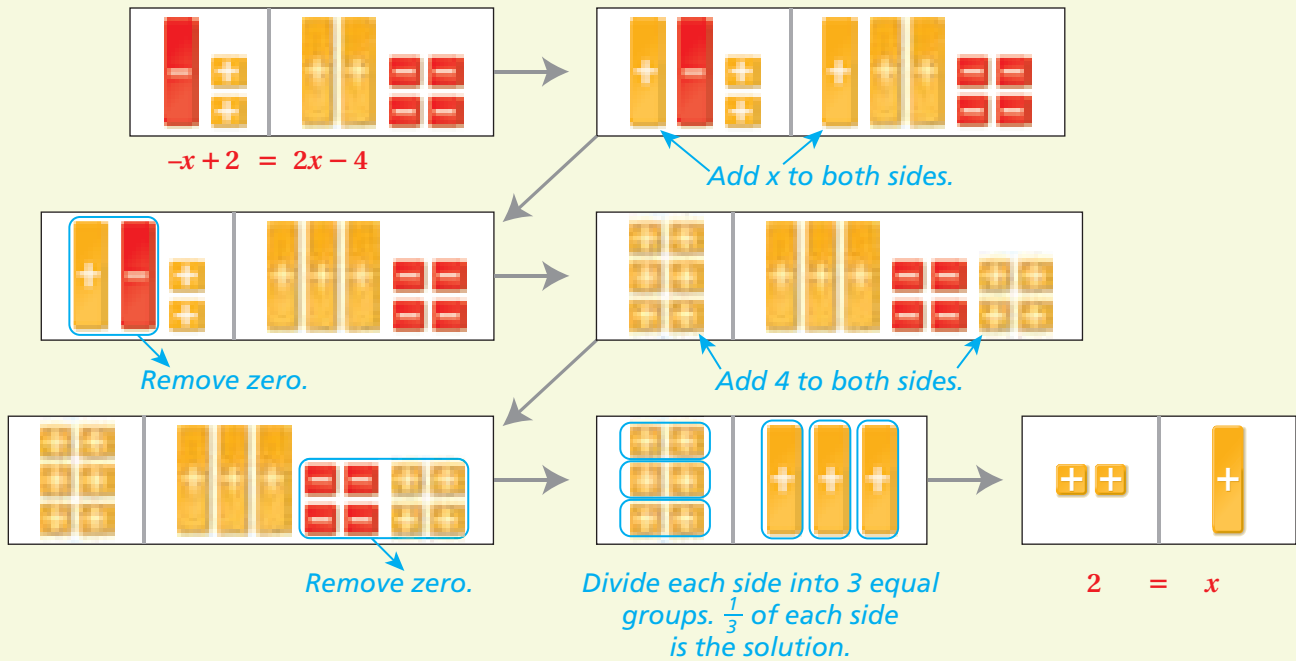 –x + 2 = 2x – 4
Add x to both sides.
Remove zero.
Add 4 to both sides.
Remove zero.
Divide each side into 3 equal
groups. 1/3 of each side
is the solution.
2 = x